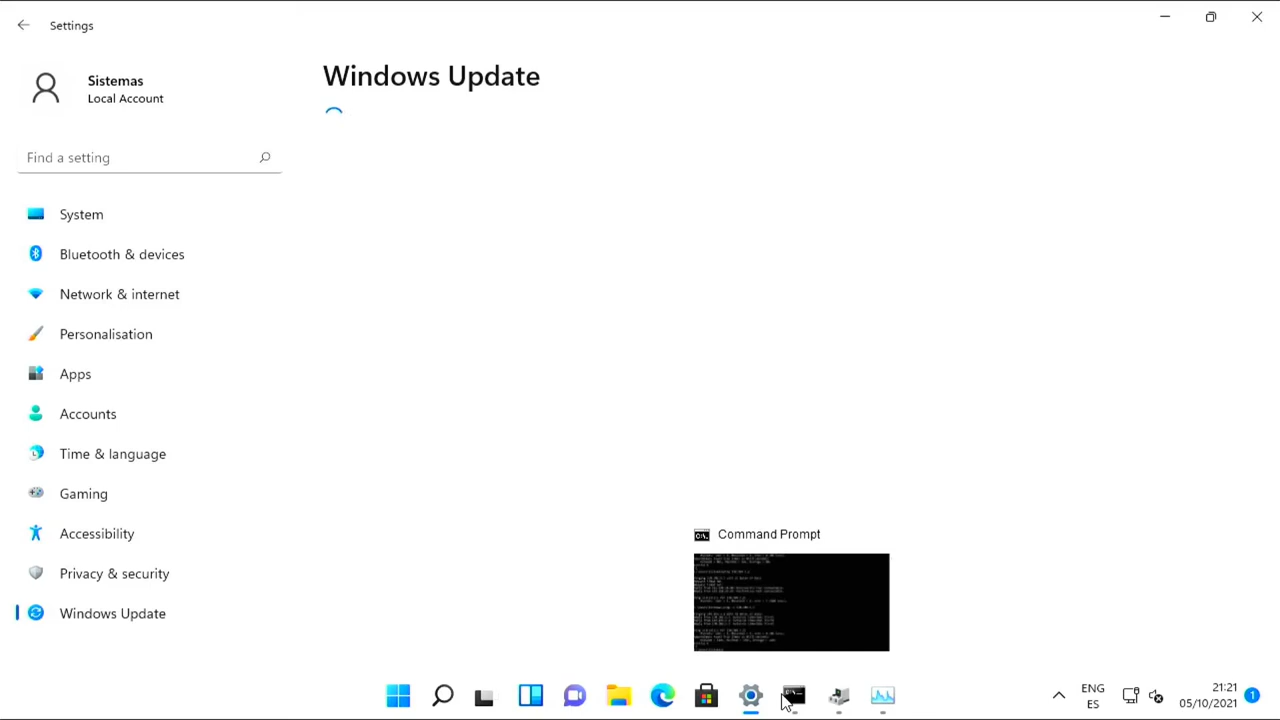 Settings
Sistemas
Local Account
Find a setting
System
Bluetooth & devices
Network & internet
Personalisation
Apps
Accounts
Time & language
Gaming
Accessibility
Privacy & security
s Update
Windows Update
Command Prompt
ENG
ES
21:21
05/10/2021
1